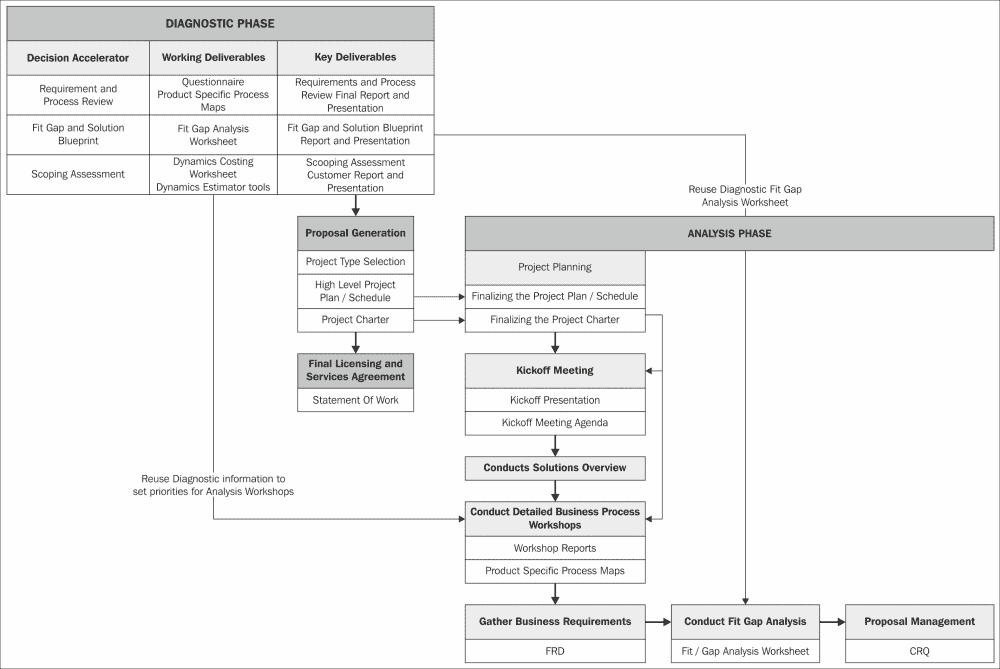 DIAGNOSTIC PHASE
Decision Accelerator
Working Deliverables
Key Deliverables
Requirement and
Process Review
Questionnaire
Product Specific Process
Maps
Requirements and Process
Review Final Report and
Presentation
Fit Gap and Solution
Blueprint
Fit Gap Analysis
Worksheet
Fit Gap and Solution Blueprint
Report and Presentation
Scoping Assessment
Dynamics Costing
Worksheet
Dynamics Estimator tools
Scooping Assessment
Customer Report and
Presentation
Reuse Diagnostic Fit Gap
Analysis Worksheet
Proposal Generation
Project Type Selection
High Level Project
Plan / Schedule
Project Charter
Final Licensing and
Services Agreement
Statement Of Work
ANALYSIS PHASE
Project Planning
Finalizing the Project Plan / Schedule
Finalizing the Project Charter
Kickoff Meeting
Kickoff Presentation
Kickoff Meeting Agenda
Conducts Solutions Overview
Reuse Diagnostic information to
set priorities for Analysis Workshops
Conduct Detailed Business Process
Workshops
Workshop Reports
Product Specific Process Maps
Gather Business Requirements
FRD
Conduct Fit Gap Analysis
Fit / Gap Analysis Worksheet
Proposal Management
CRQ